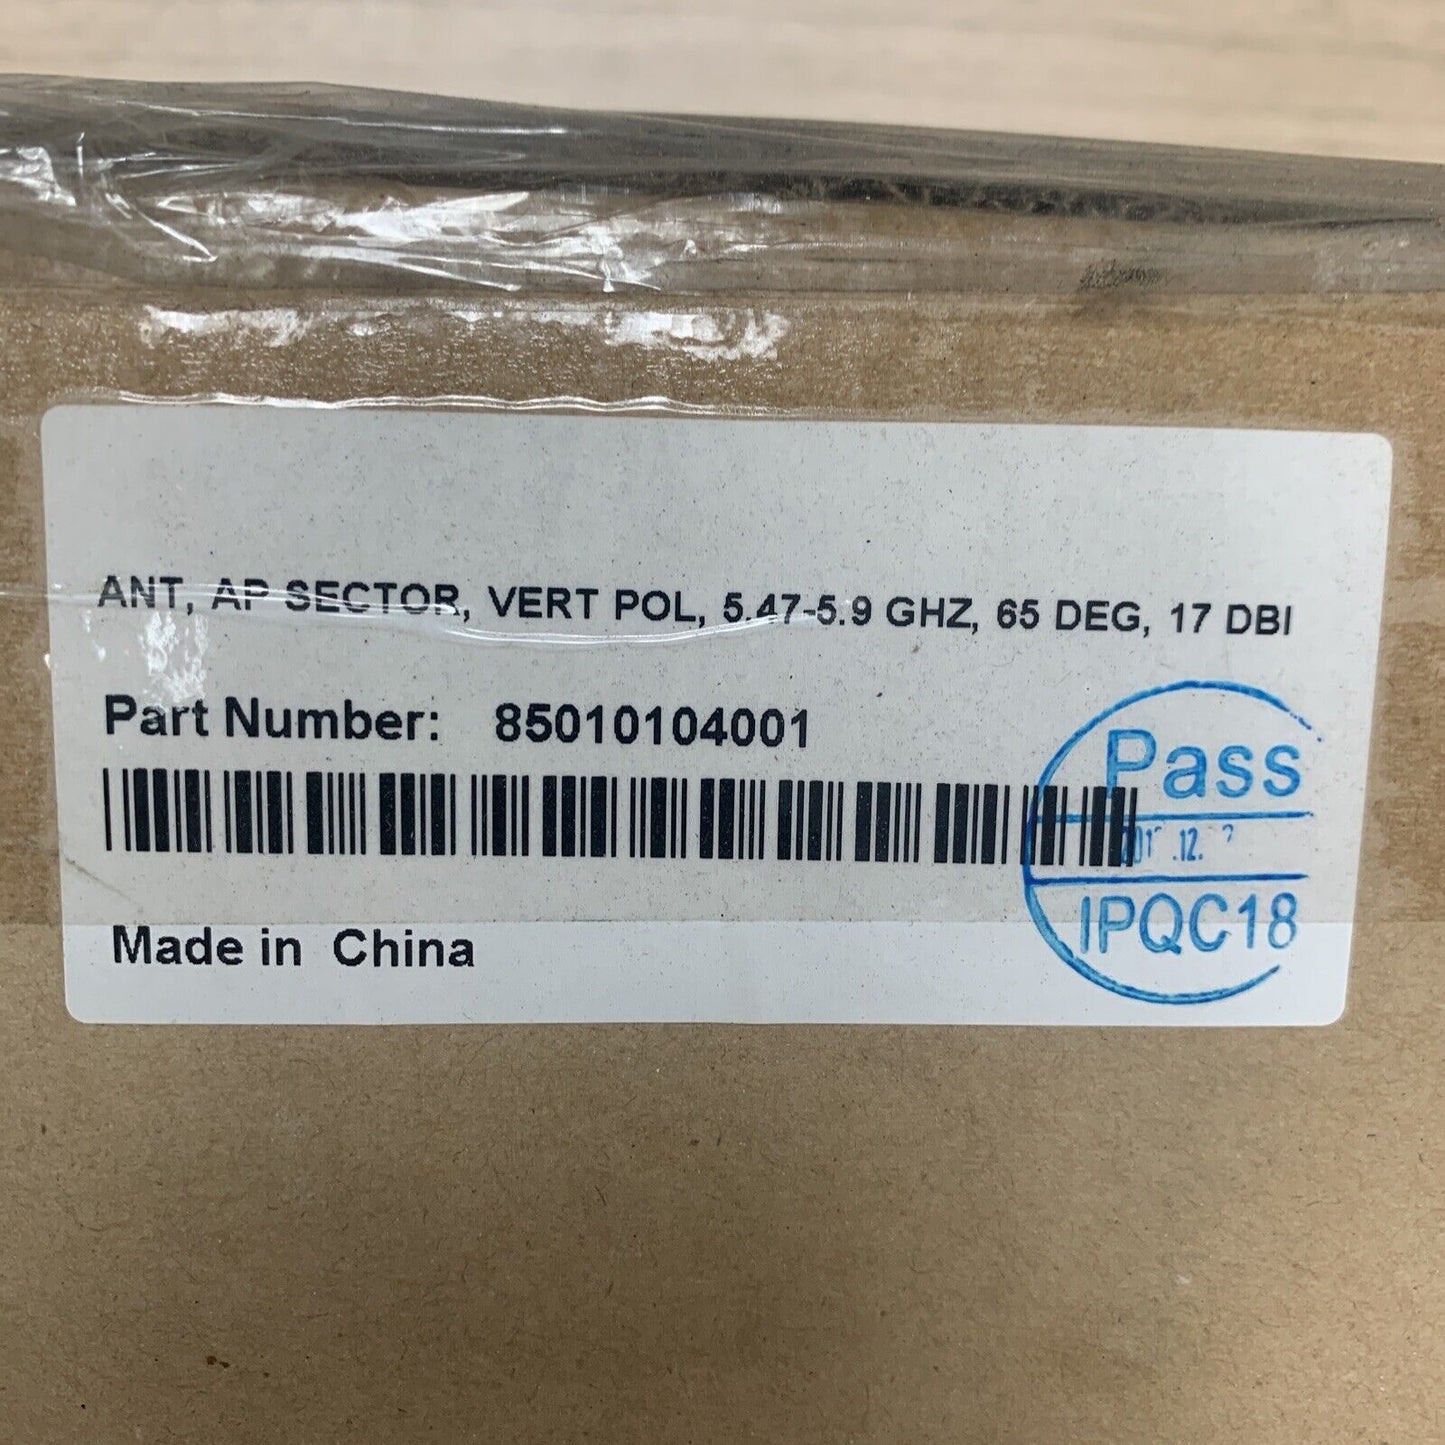 ANT, AP SECTOR, VERT POL, 5.47-5.9 GHZ, 65 DEG, 17 DBI
Part Number: 85010104001
Pass
.12.
IPQC18
Made in China